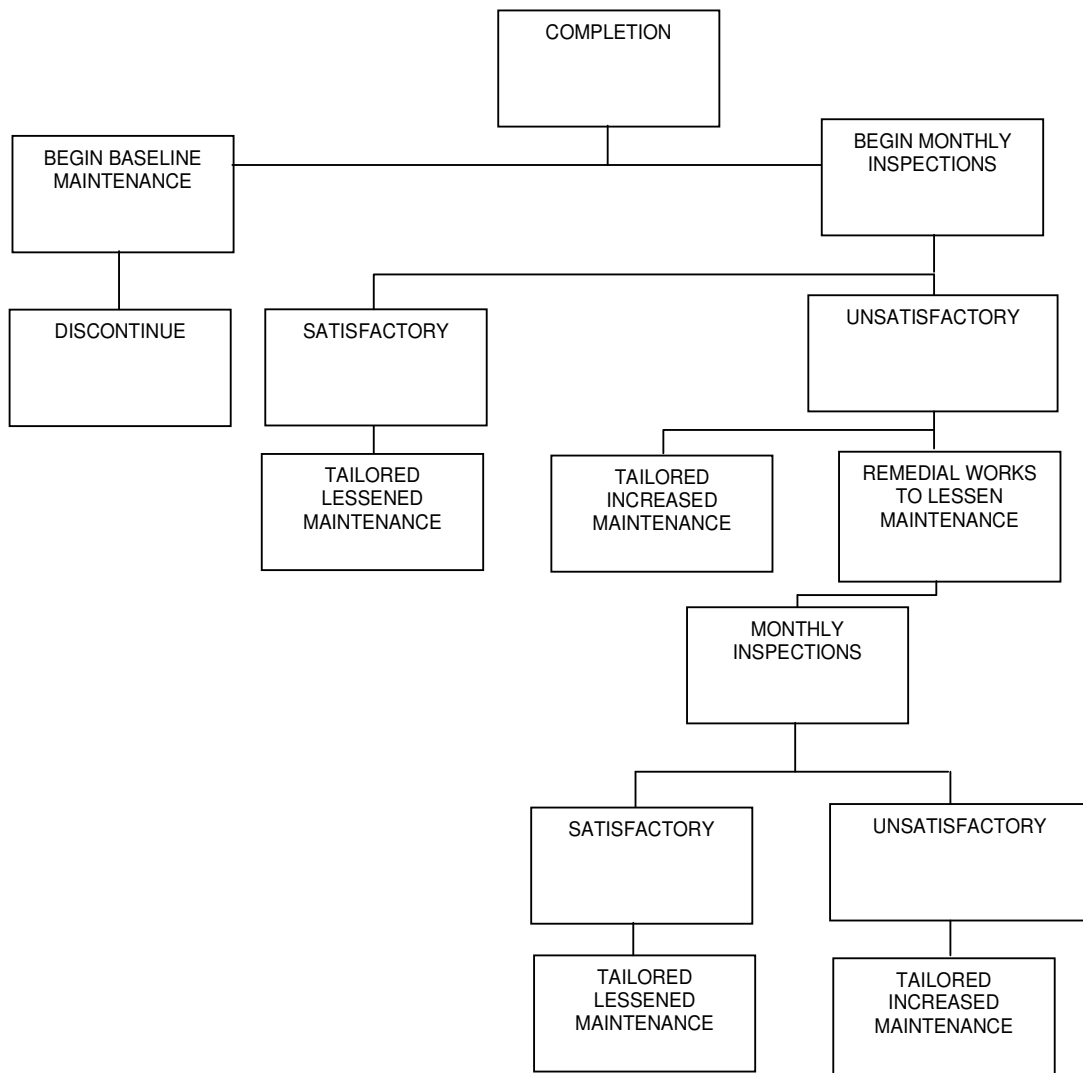 COMPLETION
BEGIN BASELINE
MAINTENANCE
BEGIN MONTHLY
INSPECTIONS
DISCONTINUE
SATISFACTORY
UNSATISFACTORY
TAILORED
LESSENED
MAINTENANCE
TAILORED
INCREASED
MAINTENANCE
REMEDIAL WORKS
TO LESSEN
MAINTENANCE
MONTHLY
INSPECTIONS
SATISFACTORY
UNSATISFACTORY
TAILORED
LESSENED
MAINTENANCE
TAILORED
INCREASED
MAINTENANCE